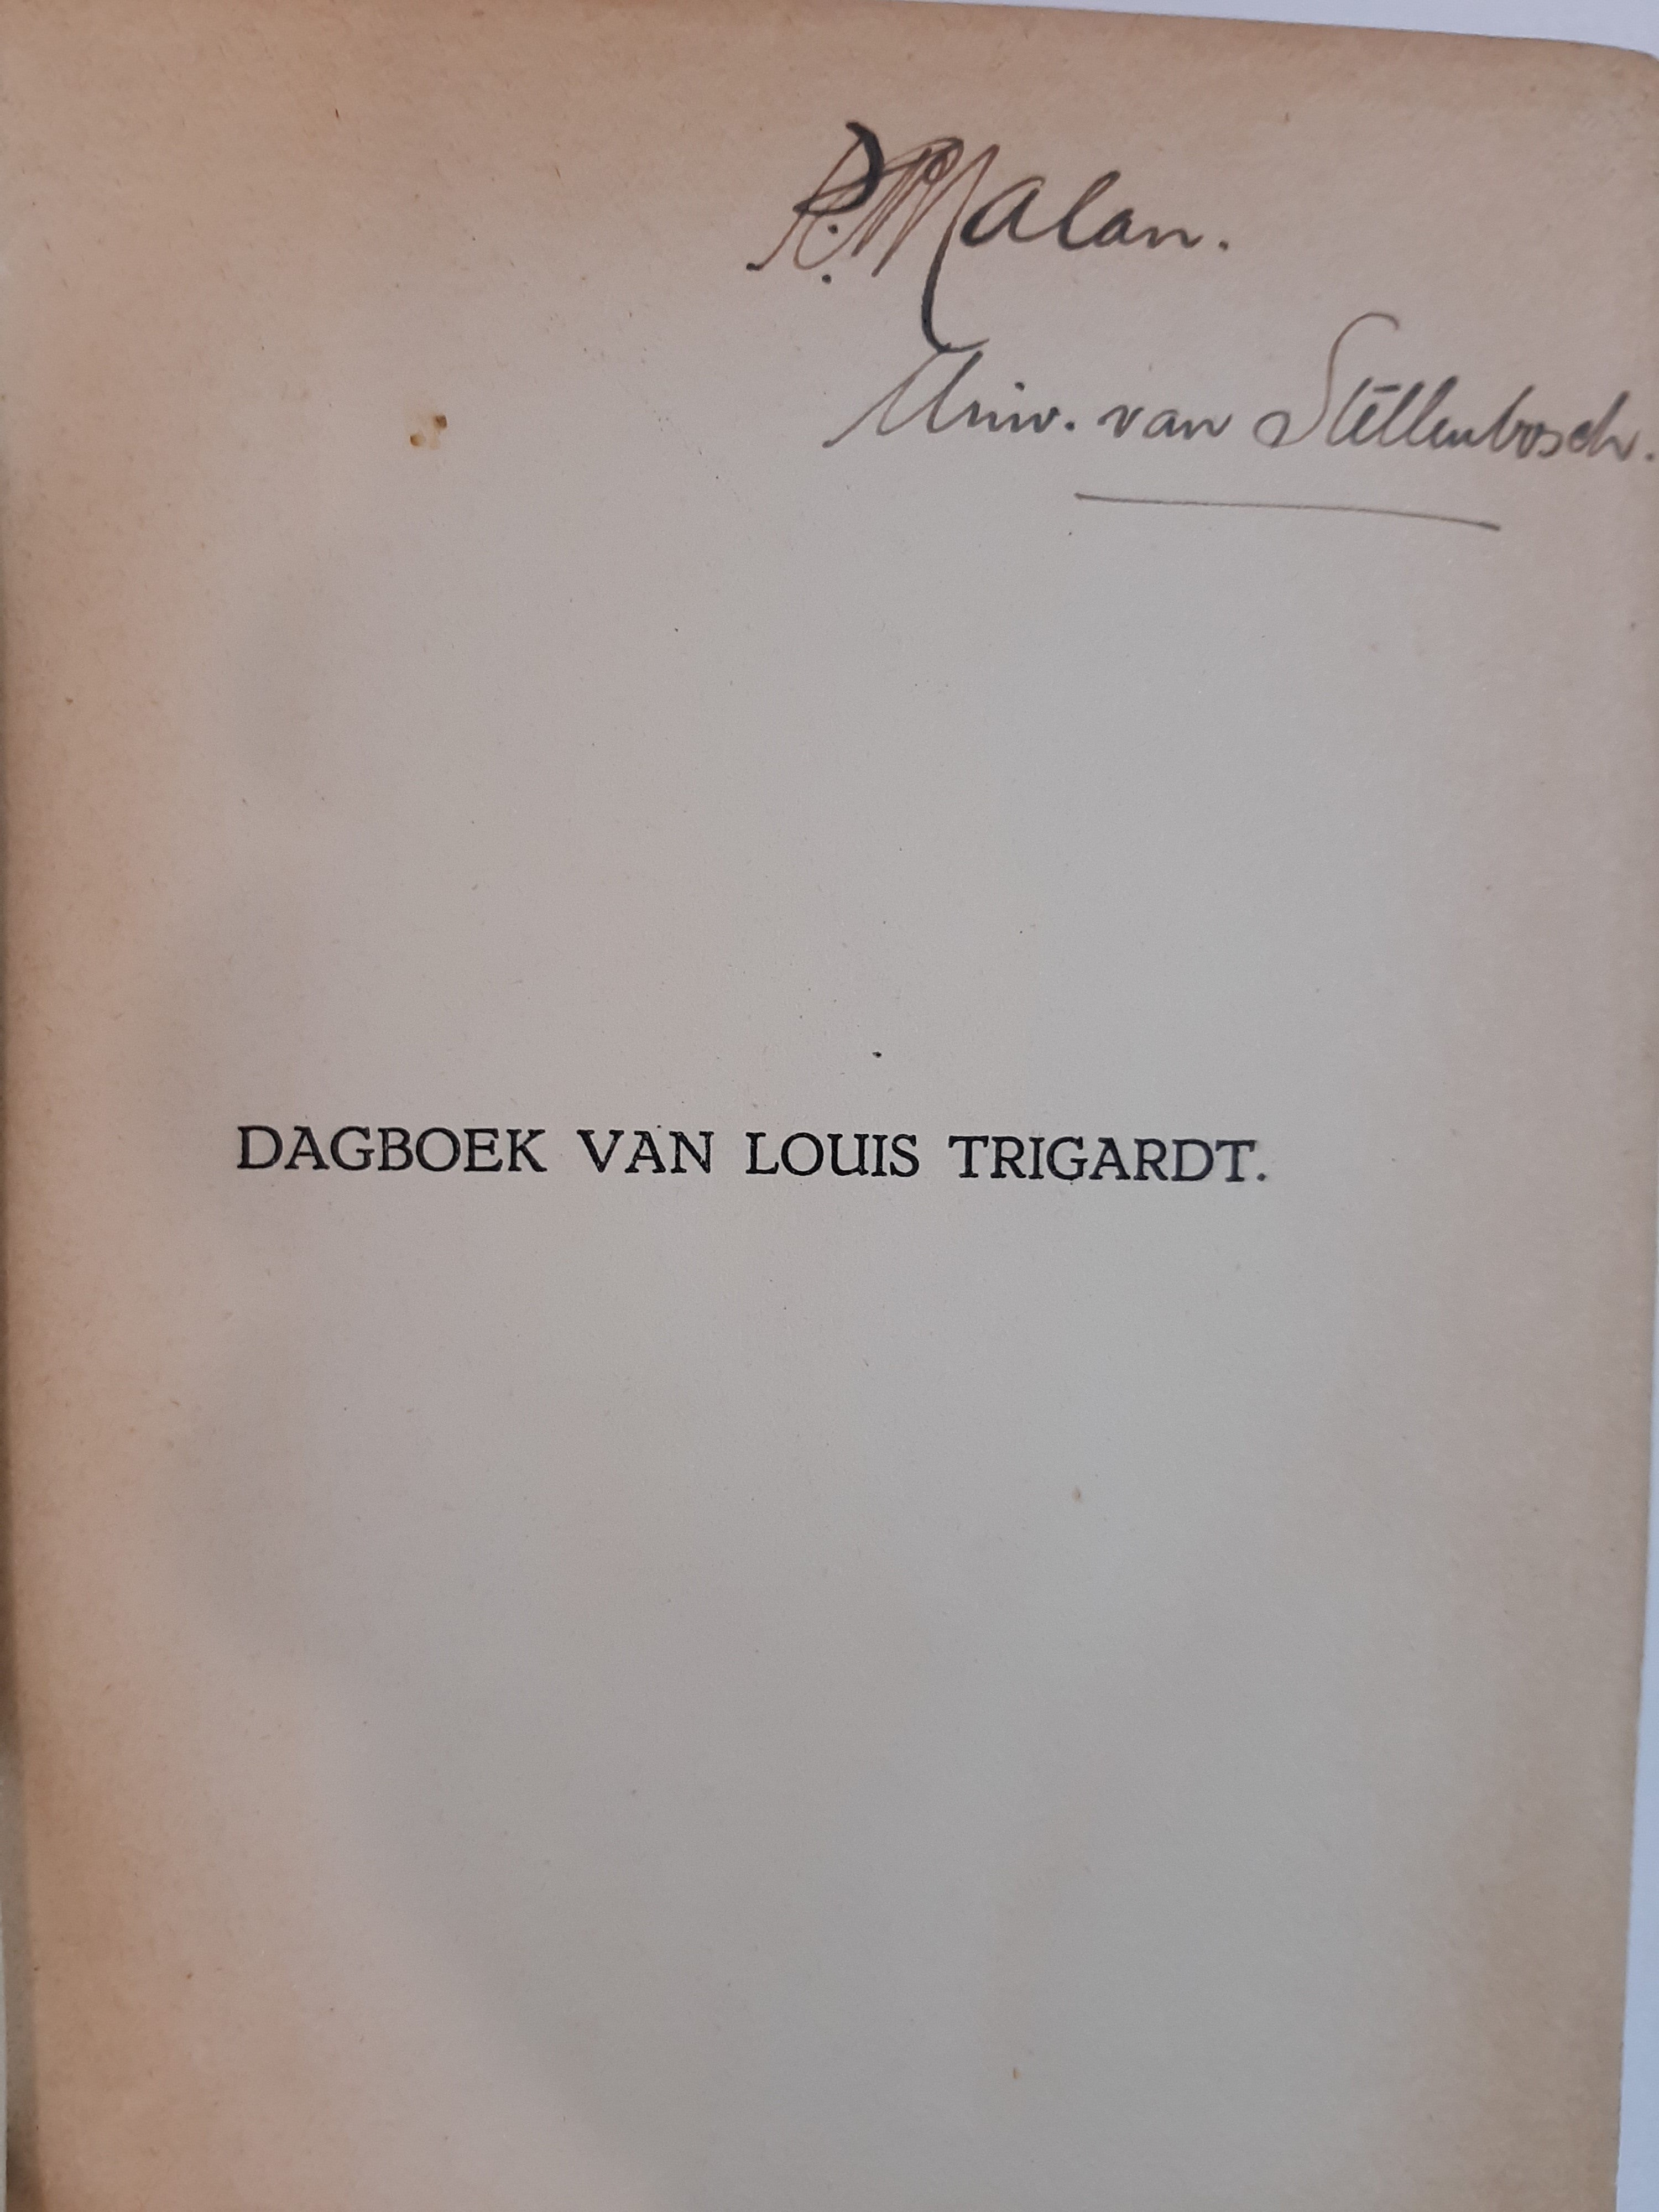 P. Malan.
Univ. van Stellenbosch.
DAGBOEK VAN LOUIS TRIGARDT.